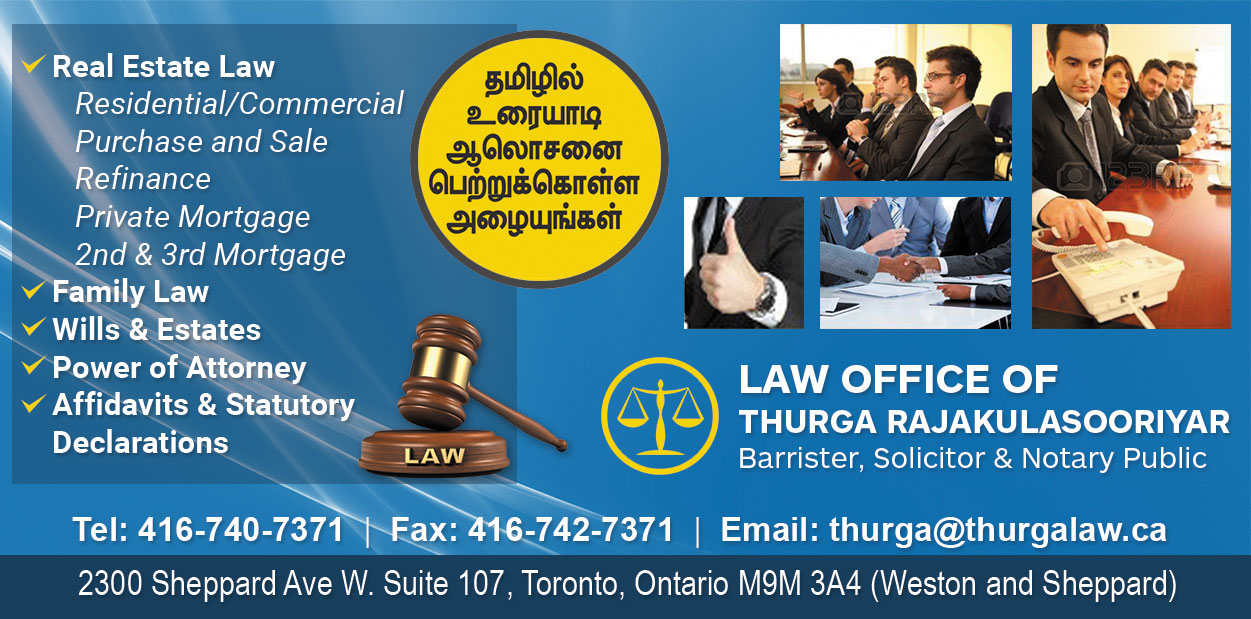 Real Estate Law
Residential/Commercial
Purchase and Sale
Refinance
Private Mortgage
2nd & 3rd Mortgage
Family Law
Wills & Estates
Power of Attorney
Affidavits & Statutory
Declarations
தமிழில்
உரையாடி
ஆலொசனை
பெற்றுக்கொள்ள
அழையுங்கள்
LAW
123RF
LAW OFFICE OF
THURGA RAJAKULASOORIYAR
Barrister, Solicitor & Notary Public
Tel: 416-740-7371 | Fax: 416-742-7371 | Email: thurga@thurgalaw.ca
2300 Sheppard Ave W. Suite 107, Toronto, Ontario M9M 3A4 (Weston and Sheppard)